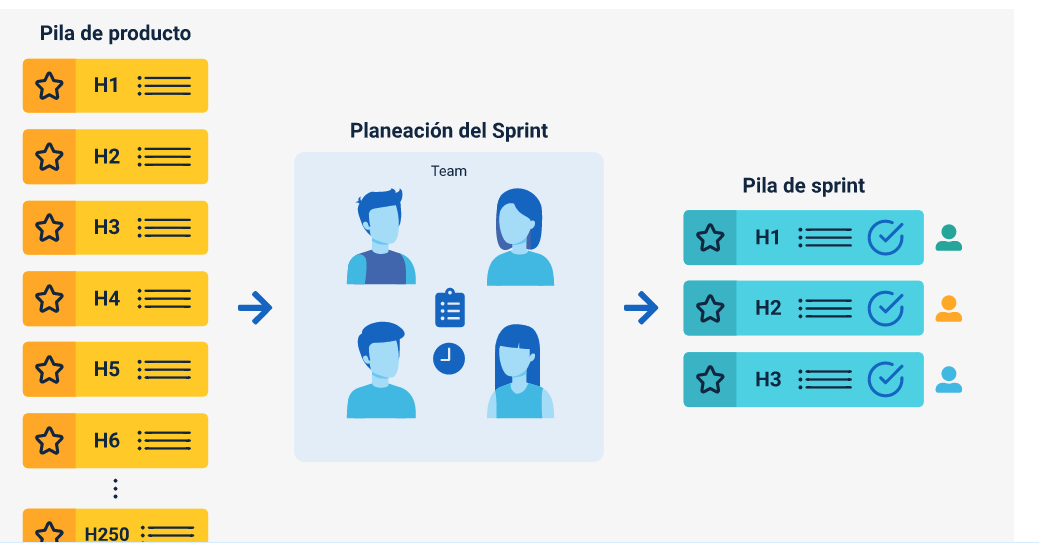 Pila de producto
H1
H2
H3
H4
H5
H6
H250
Planeación del Sprint
Team
Pila de sprint
H1
H2
H3